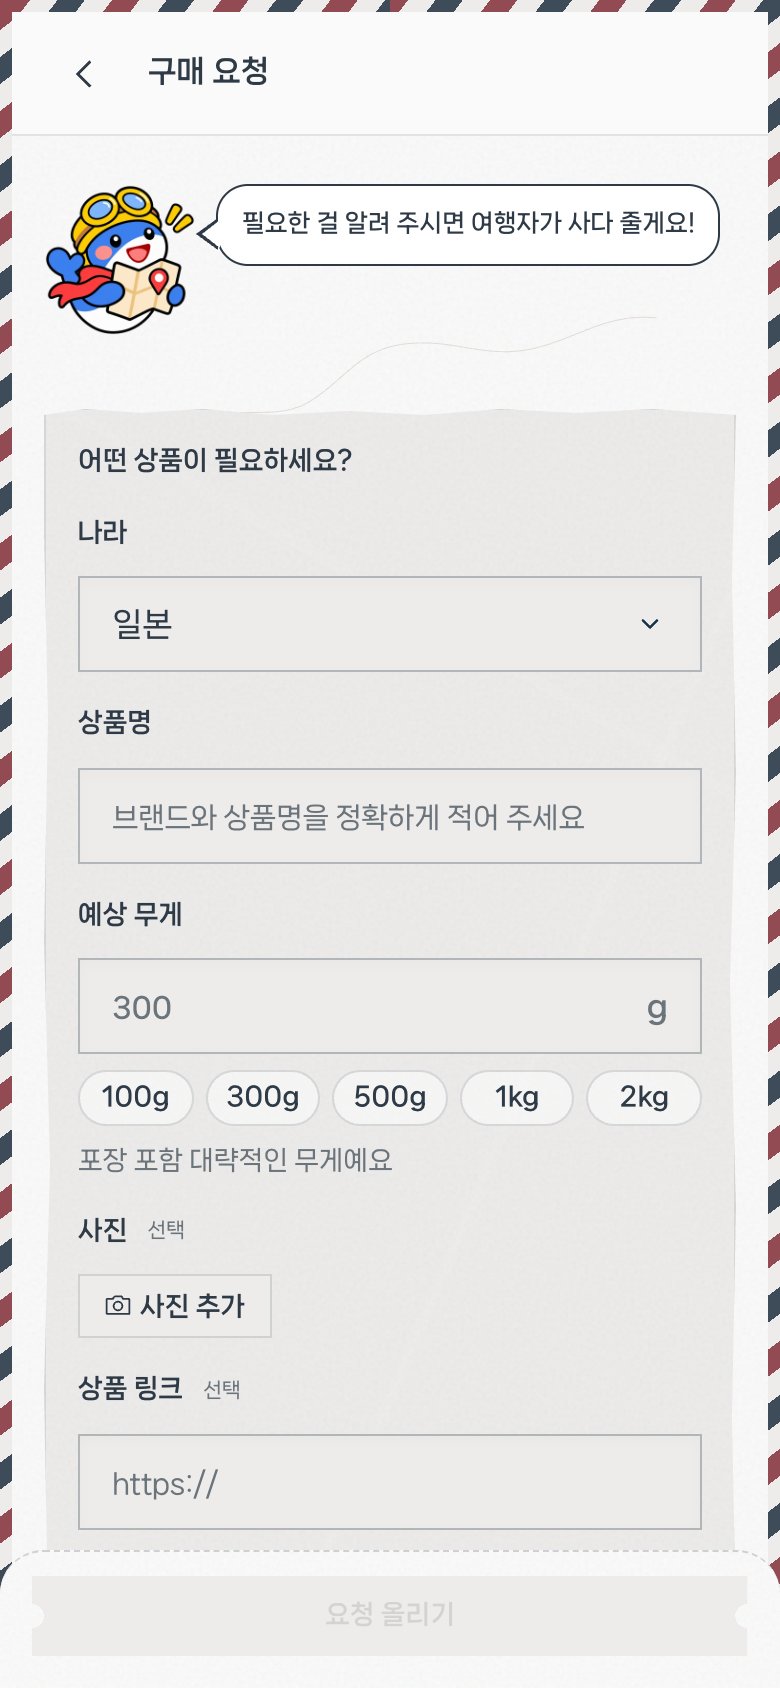 구매 요청
필요한 걸 알려 주시면 여행자가 사다 줄게요!
어떤 상품이 필요하세요?
나라
일본
상품명
브랜드와 상품명을 정확하게 적어 주세요
예상 무게
300 g
100g 300g 500g 1kg 2kg
포장 포함 대략적인 무게예요
사진 선택
사진 추가
상품 링크 선택
https://
요청 올리기